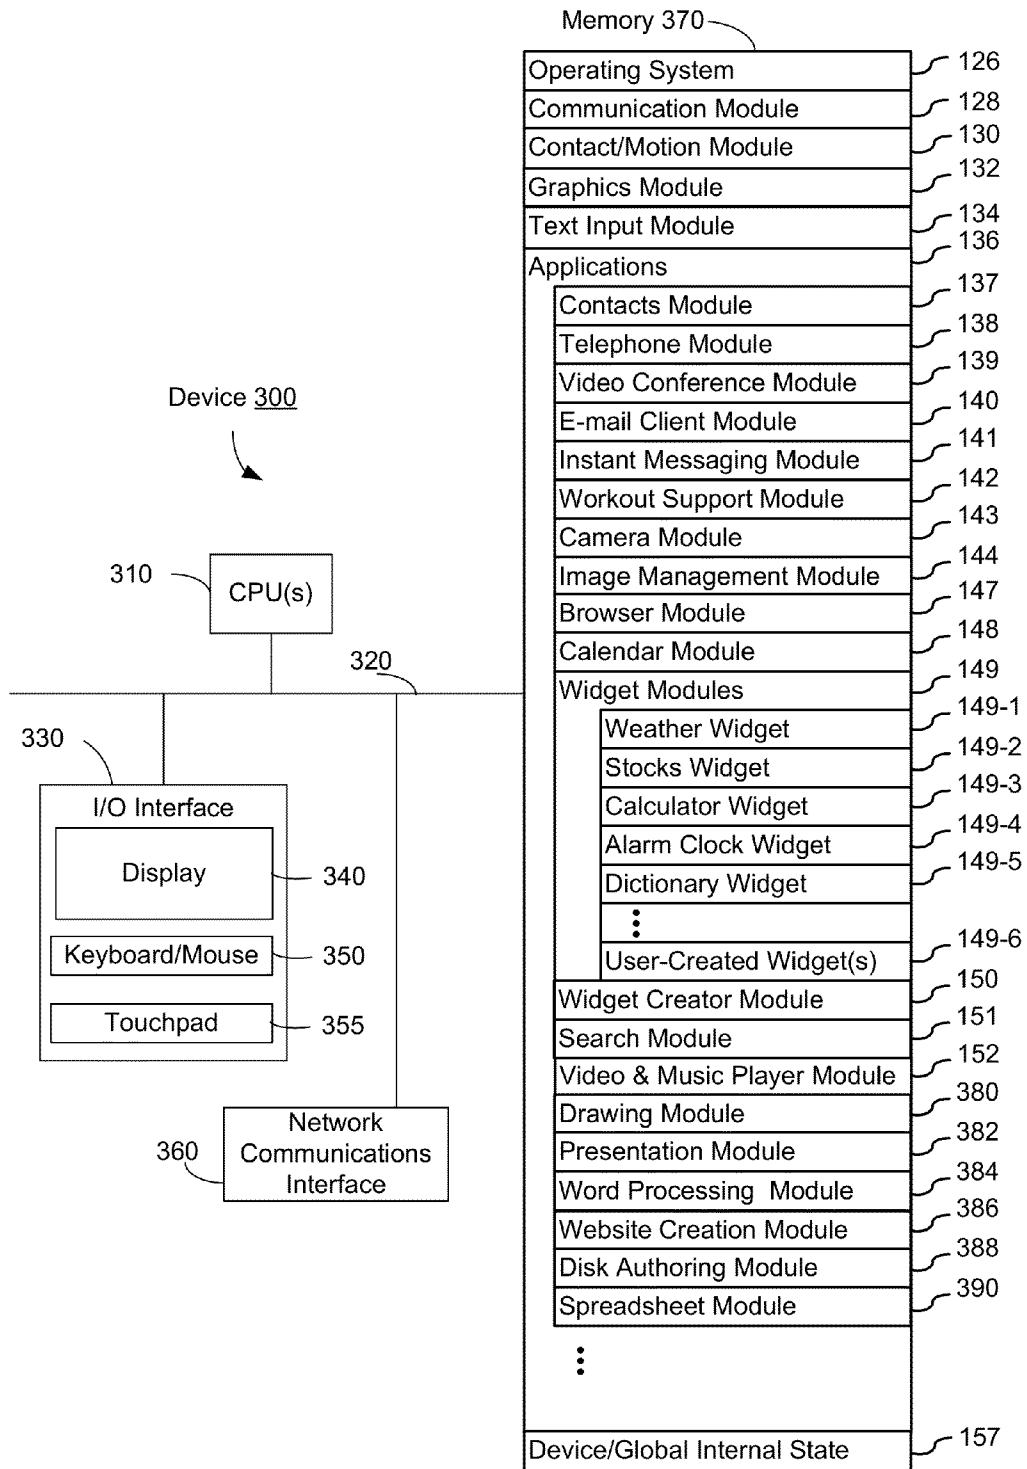 Memory 370
Operating System 126
Communication Module 128
Contact/Motion Module 130
Graphics Module 132
Text Input Module 134
Applications 136
Contacts Module 137
Telephone Module 138
Video Conference Module 139
E-mail Client Module 140
Instant Messaging Module 141
Workout Support Module 142
Camera Module 143
Image Management Module 144
Browser Module 147
Calendar Module 148
Widget Modules 149
Weather Widget 149-1
Stocks Widget 149-2
Calculator Widget 149-3
Alarm Clock Widget 149-4
Dictionary Widget 149-5
User-Created Widget(s) 149-6
Widget Creator Module 150
Search Module 151
Video & Music Player Module 152
Drawing Module 380
Presentation Module 382
Word Processing Module 384
Website Creation Module 386
Disk Authoring Module 388
Spreadsheet Module 390
Device/Global Internal State 157
Device 300
310
CPU(s)
320
330
I/O Interface
Display 340
Keyboard/Mouse 350
Touchpad 355
360
Network
Communications
Interface